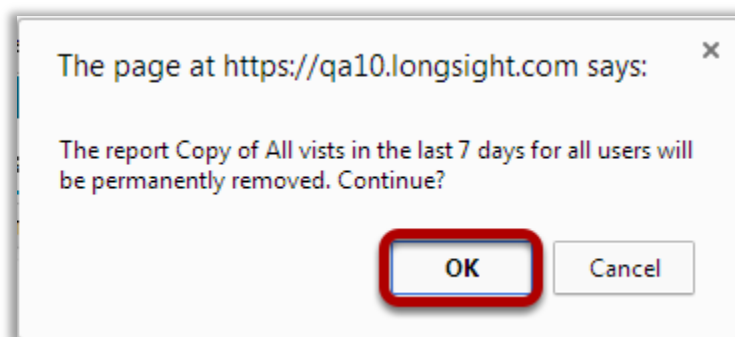 The page at https://qa10.longsight.com says:
The report Copy of All vists in the last 7 days for all users will
be permanently removed. Continue?
OK
Cancel